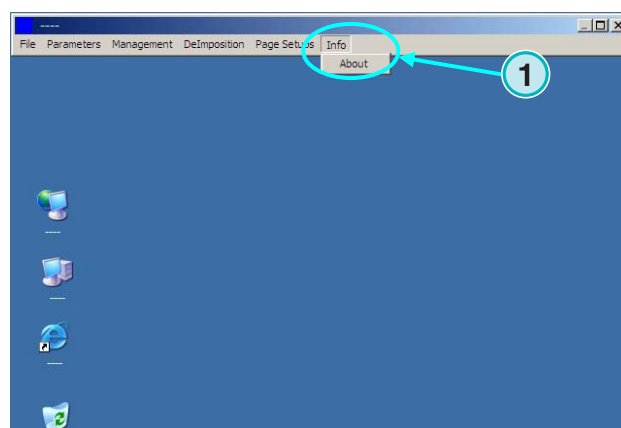 ----
File Parameters Management DeImposition Page Setups Info
About
1
----
----
----